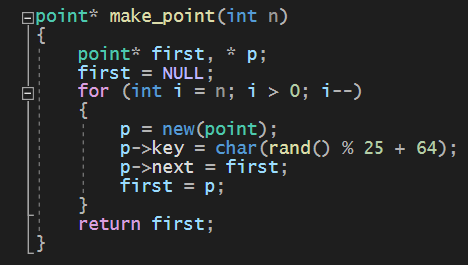 point* make_point(int n)
{
    point* first, * p;
    first = NULL;
    for (int i = n; i > 0; i--)
    {
        p = new(point);
        p->key = char(rand() % 25 + 64);
        p->next = first;
        first = p;
    }
    return first;
}